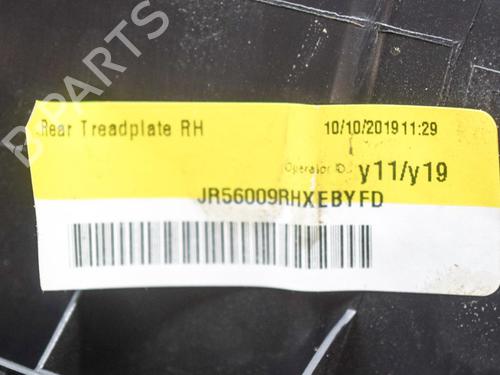 Rear Treadplate RH
10/10/2019 11:29
Operator ID: y11/y19
JR56009RHXEBYFD
B-PARTS